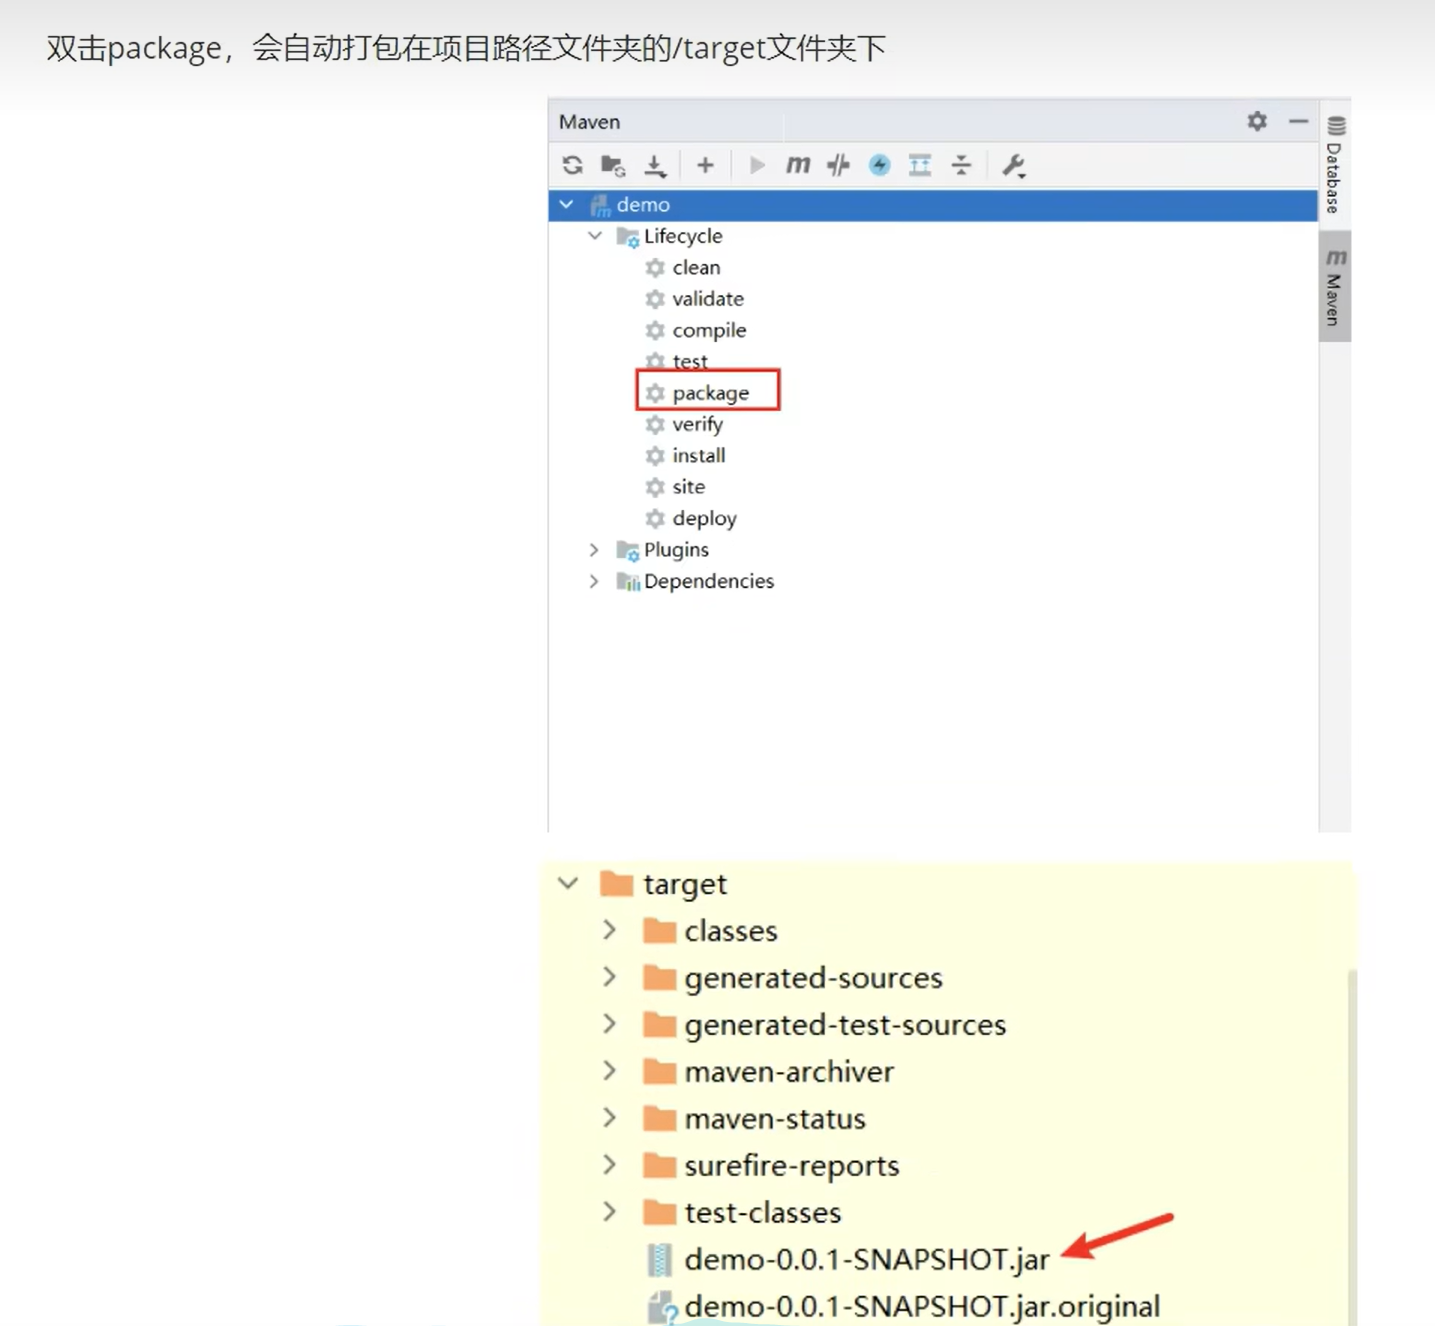 双击package，会自动打包在项目路径文件夹的/target文件夹下
Maven
Database
m
demo
Lifecycle
clean
validate
compile
test
package
verify
install
site
deploy
Plugins
Dependencies
m Maven
target
classes
generated-sources
generated-test-sources
maven-archiver
maven-status
surefire-reports
test-classes
demo-0.0.1-SNAPSHOT.jar
demo-0.0.1-SNAPSHOT.jar.original